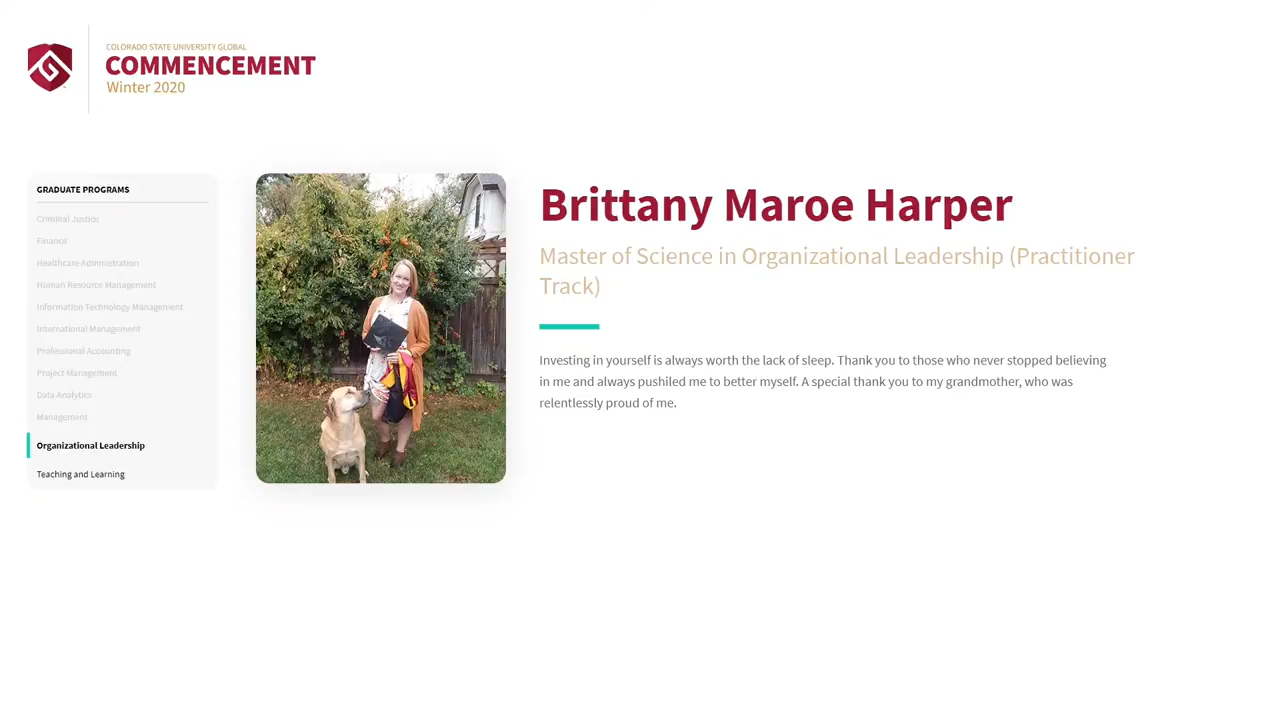 COLORADO STATE UNIVERSITY GLOBAL
COMMENCEMENT
Winter 2020
GRADUATE PROGRAMS
Criminal Justice
Finance
Healthcare Administration
Human Resource Management
Information Technology Management
International Management
Professional Accounting
Project Management
Data Analytics
Management
Organizational Leadership
Teaching and Learning
Brittany Maroe Harper
Master of Science in Organizational Leadership (Practitioner
Track)
Investing in yourself is always worth the lack of sleep. Thank you to those who never stopped believing
in me and always pushiled me to better myself. A special thank you to my grandmother, who was
relentlessly proud of me.